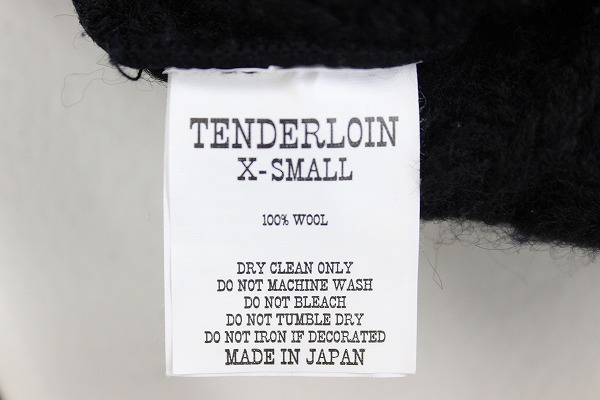 TENDERLOIN
X-SMALL
100% WOOL
DRY CLEAN ONLY
DO NOT MACHINE WASH
DO NOT BLEACH
DO NOT TUMBLE DRY
DO NOT IRON IF DECORATED
MADE IN JAPAN